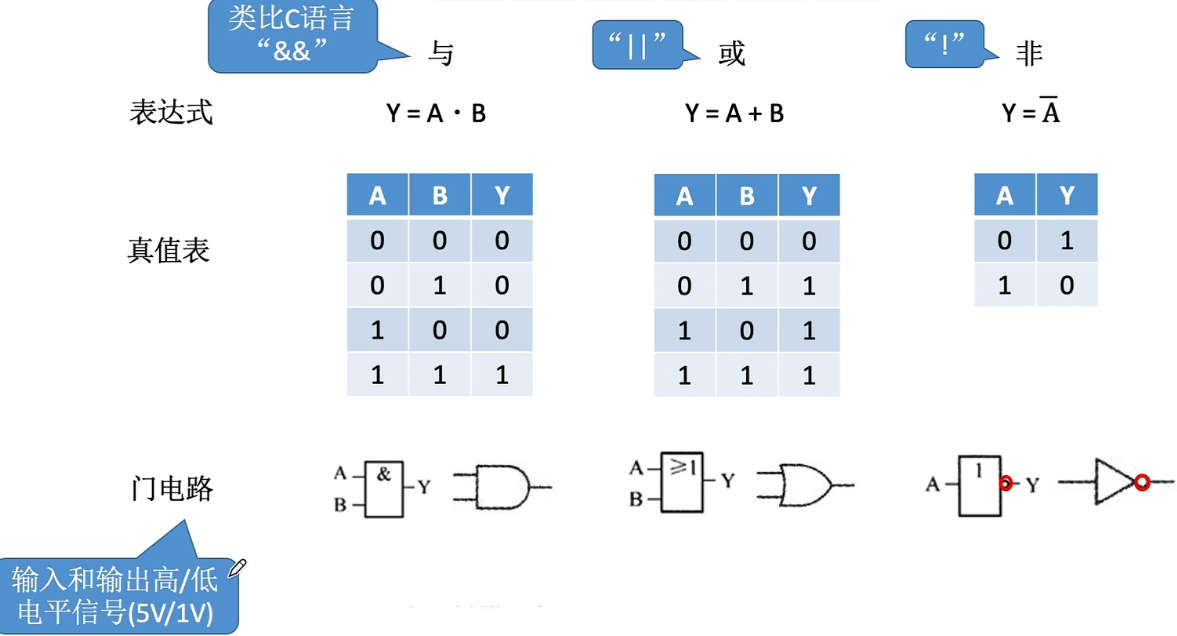 类比C语言
“&&”
与
“||”
或
“!”
非
表达式
Y = A · B
Y = A + B
Y = A̅
真值表
A B Y
0 0 0
0 1 0
1 0 0
1 1 1
A B Y
0 0 0
0 1 1
1 0 1
1 1 1
A Y
0 1
1 0
门电路
A
B
&
Y
A
B
≥1
Y
A
1
Y
输入和输出高/低
电平信号(5V/1V)